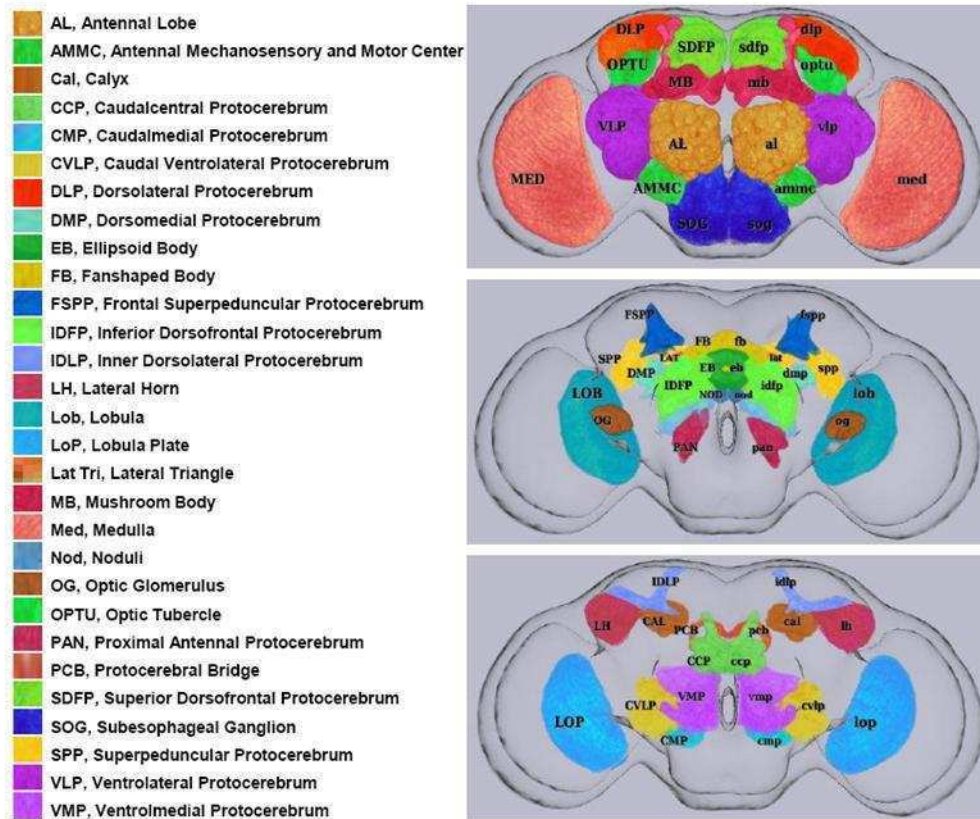 AL, Antennal Lobe
AMMC, Antennal Mechanosensory and Motor Center
Cal, Calyx
CCP, Caudalcentral Protocerebrum
CMP, Caudalmedial Protocerebrum
CVLP, Caudal Ventrolateral Protocerebrum
DLP, Dorsolateral Protocerebrum
DMP, Dorsomedial Protocerebrum
EB, Ellipsoid Body
FB, Fanshaped Body
FSPP, Frontal Superpeduncular Protocerebrum
IDFP, Inferior Dorsofrontal Protocerebrum
IDLP, Inner Dorsolateral Protocerebrum
LH, Lateral Horn
Lob, Lobula
LoP, Lobula Plate
Lat Tri, Lateral Triangle
MB, Mushroom Body
Med, Medulla
Nod, Noduli
OG, Optic Glomerulus
OPTU, Optic Tubercle
PAN, Proximal Antennal Protocerebrum
PCB, Protocerebral Bridge
SDFP, Superior Dorsofrontal Protocerebrum
SOG, Subesophageal Ganglion
SPP, Superpeduncular Protocerebrum
VLP, Ventrolateral Protocerebrum
VMP, Ventrolmedial Protocerebrum
DLP SDFP sdfp dlp
OPTU MB mb optu
VLP AL al vlp
MED AMMC ammc med
SOG sog
FSPP fspp
FB fb
SPP LAT lat spp
DMP EB eb dmp
LOB IDFP NOD nod idfp loh
OG og
PAN pan
IDLP idlp
LH CAL PCB pcb cal lh
CCP ccp
CVLP VMP vmp cvlp
LOP CMP cmp lop